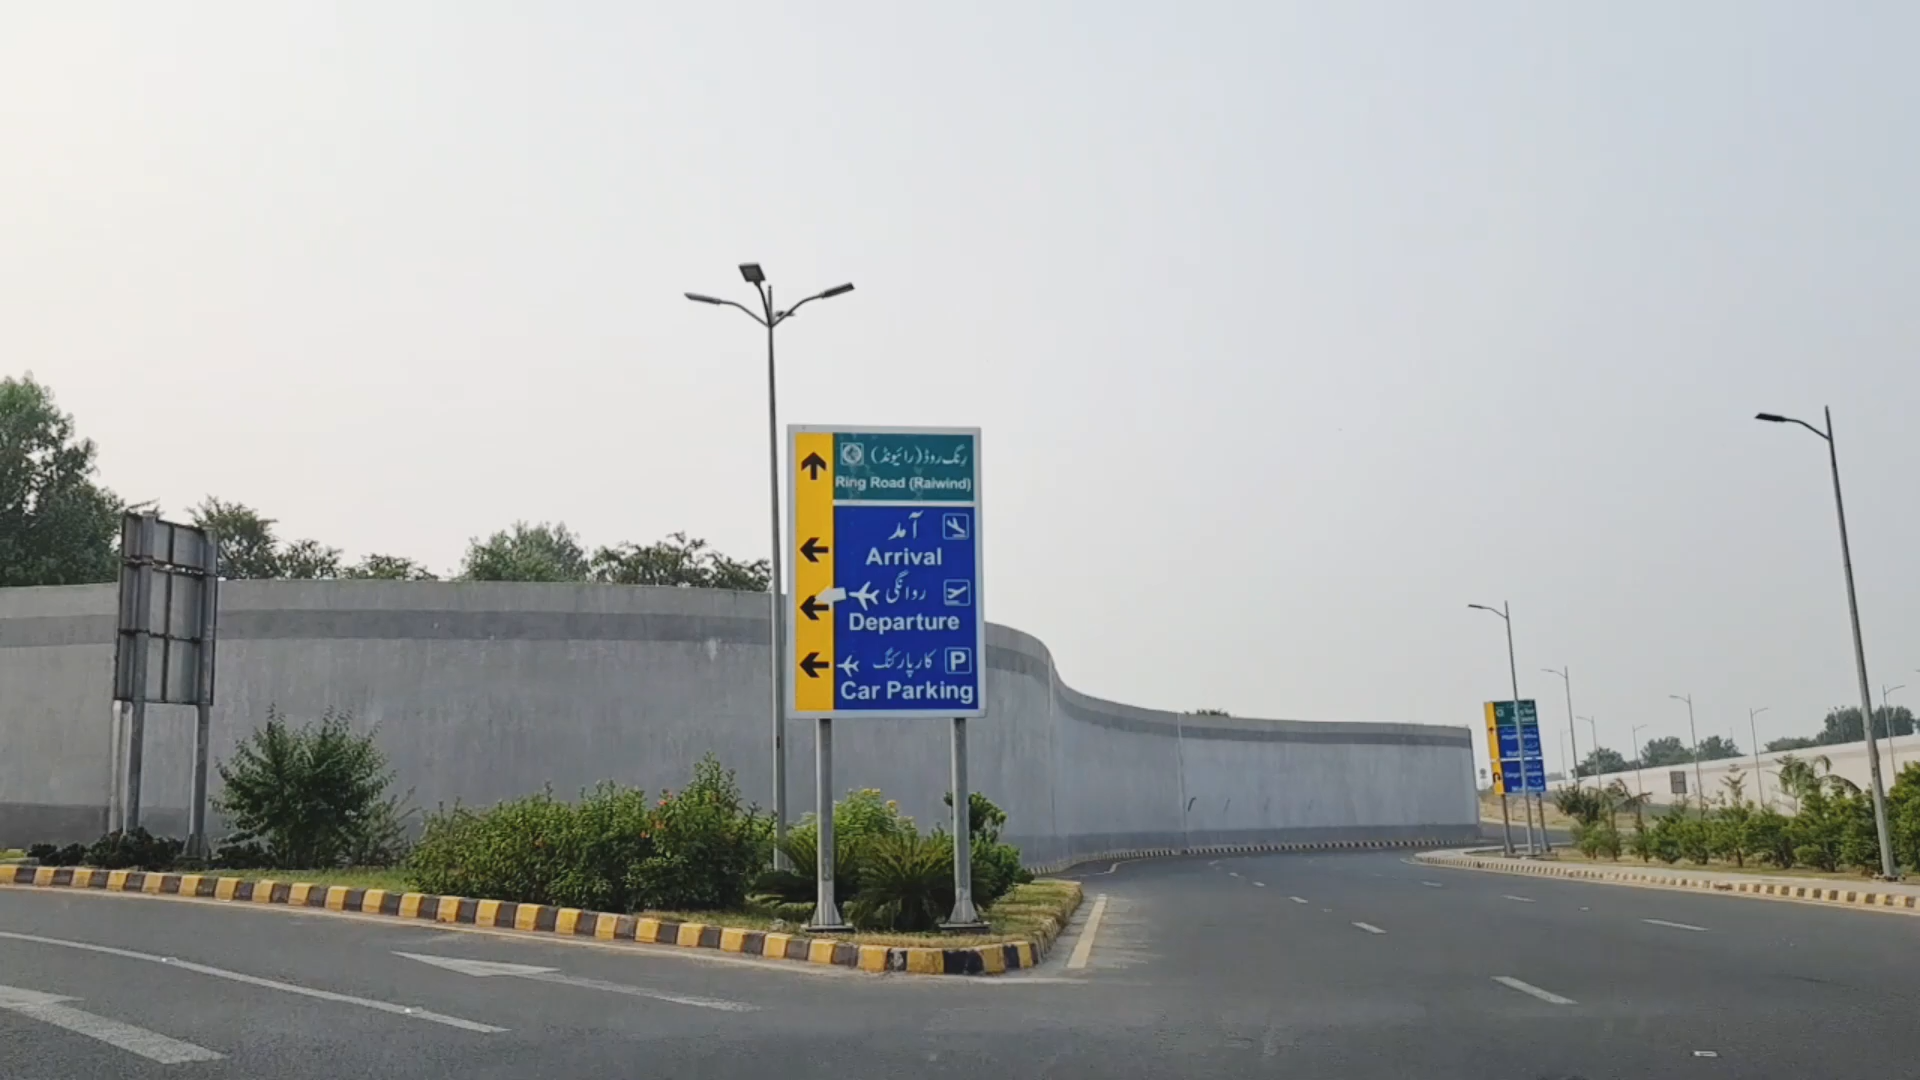 رنگ روڈ (رائیونڈ)
Ring Road (Raiwind)
آمد
Arrival
روانگی
Departure
کار پارکنگ P
Car Parking